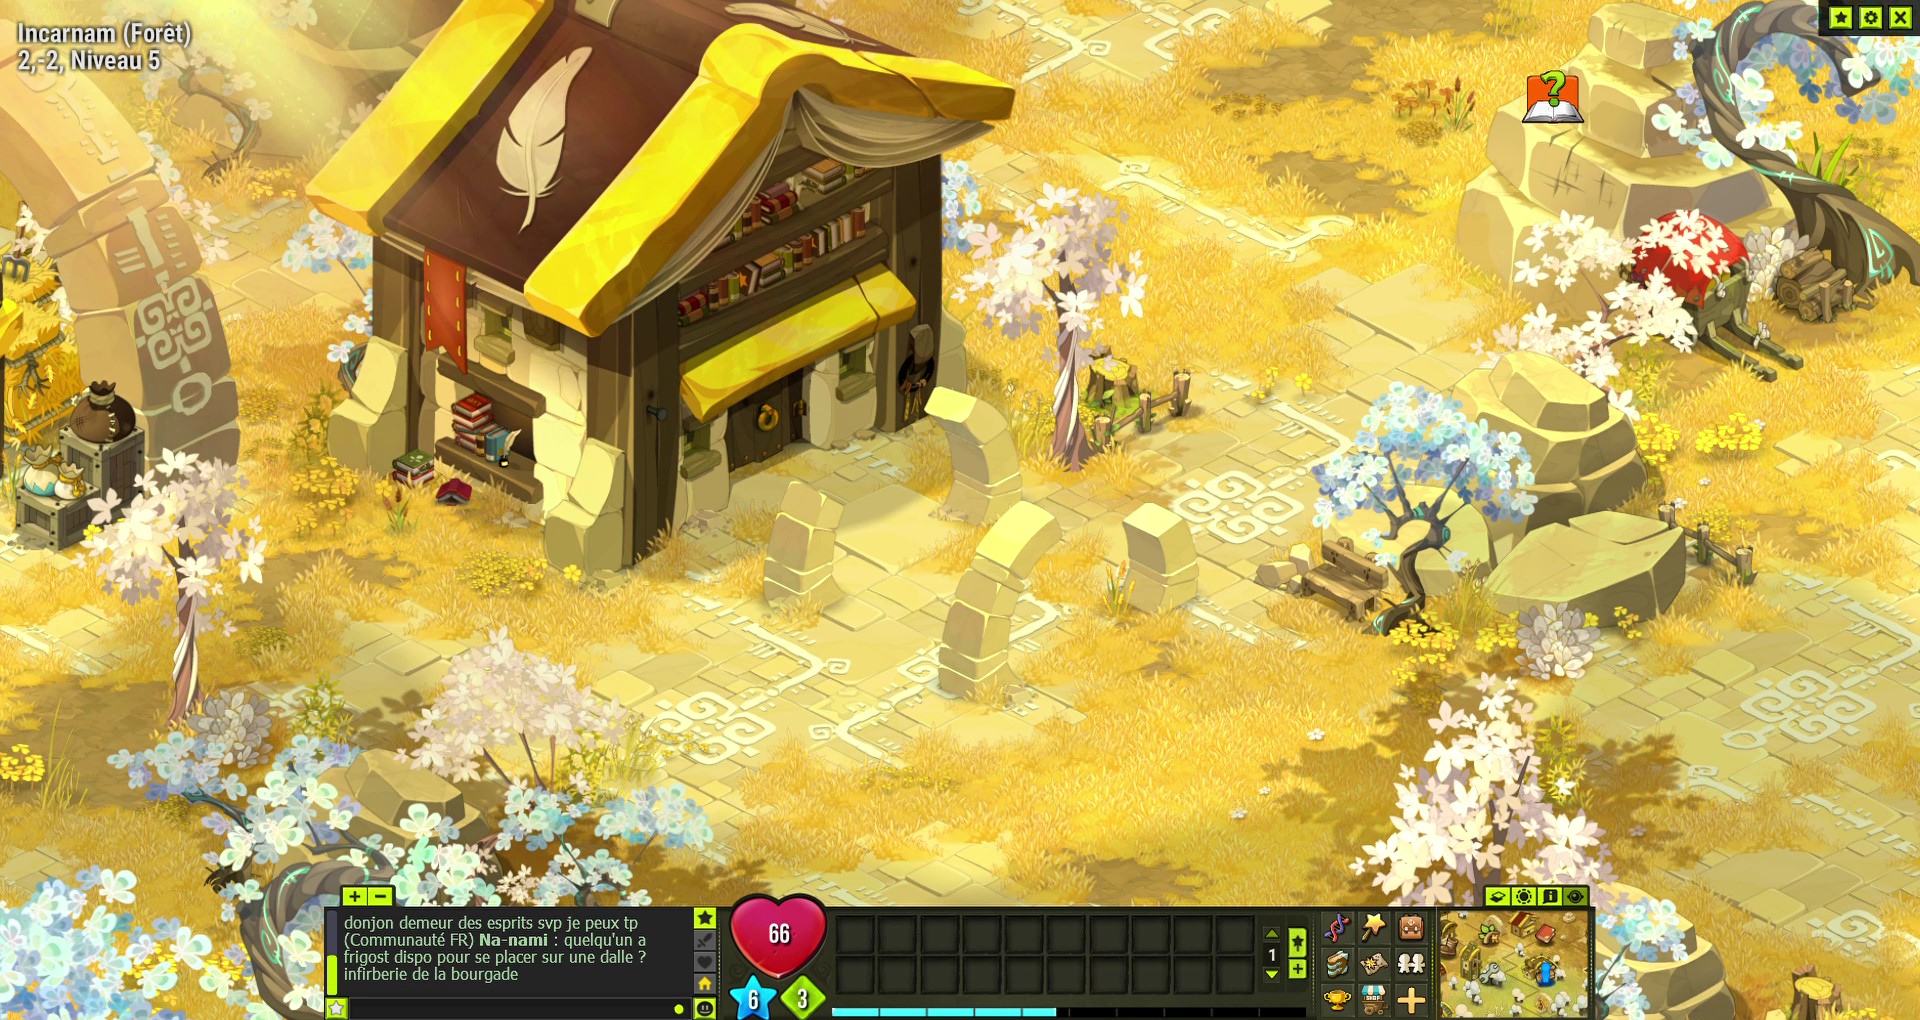 Incarnam (Forêt)
2,-2, Niveau 5
donjon demeur des esprits svp je peux tp
(Communauté FR) Na-nami : quelqu'un a
frigost dispo pour se placer sur une dalle ?
infirberie de la bourgade
66
6
3
1
SHOP